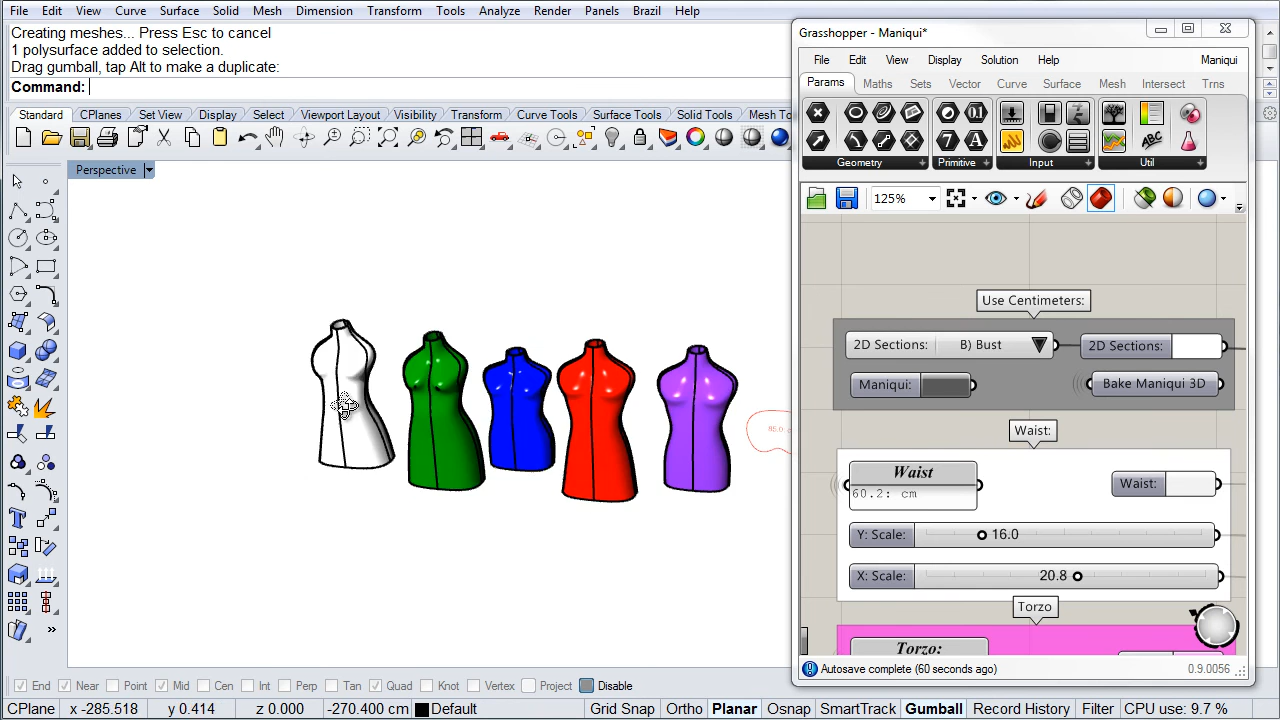 File Edit View Curve Surface Solid Mesh Dimension Transform Tools Analyze Render Panels Brazil Help
Creating meshes... Press Esc to cancel
1 polysurface added to selection.
Drag gumball, tap Alt to make a duplicate:
Command:
Standard CPlanes Set View Display Select Viewport Layout Visibility Transform Curve Tools Surface Tools Solid Tools Mesh To
Perspective
Grasshopper - Maniqui*
File Edit View Display Solution Help Maniqui
Params Maths Sets Vector Curve Surface Mesh Intersect Trns
Geometry Primitive Input Util
125%
Use Centimeters:
2D Sections: B) Bust
2D Sections:
Maniqui:
Bake Maniqui 3D
Waist:
Waist
60.2: cm
Waist:
Y: Scale: 16.0
X: Scale: 20.8
Torzo
Torzo:
Autosave complete (60 seconds ago) 0.9.0056
End Near Point Mid Cen Int Perp Tan Quad Knot Vertex Project Disable
CPlane x -285.518 y 0.414 z 0.000 -270.400 cm Default Grid Snap Ortho Planar Osnap SmartTrack Gumball Record History Filter CPU use: 9.7 %